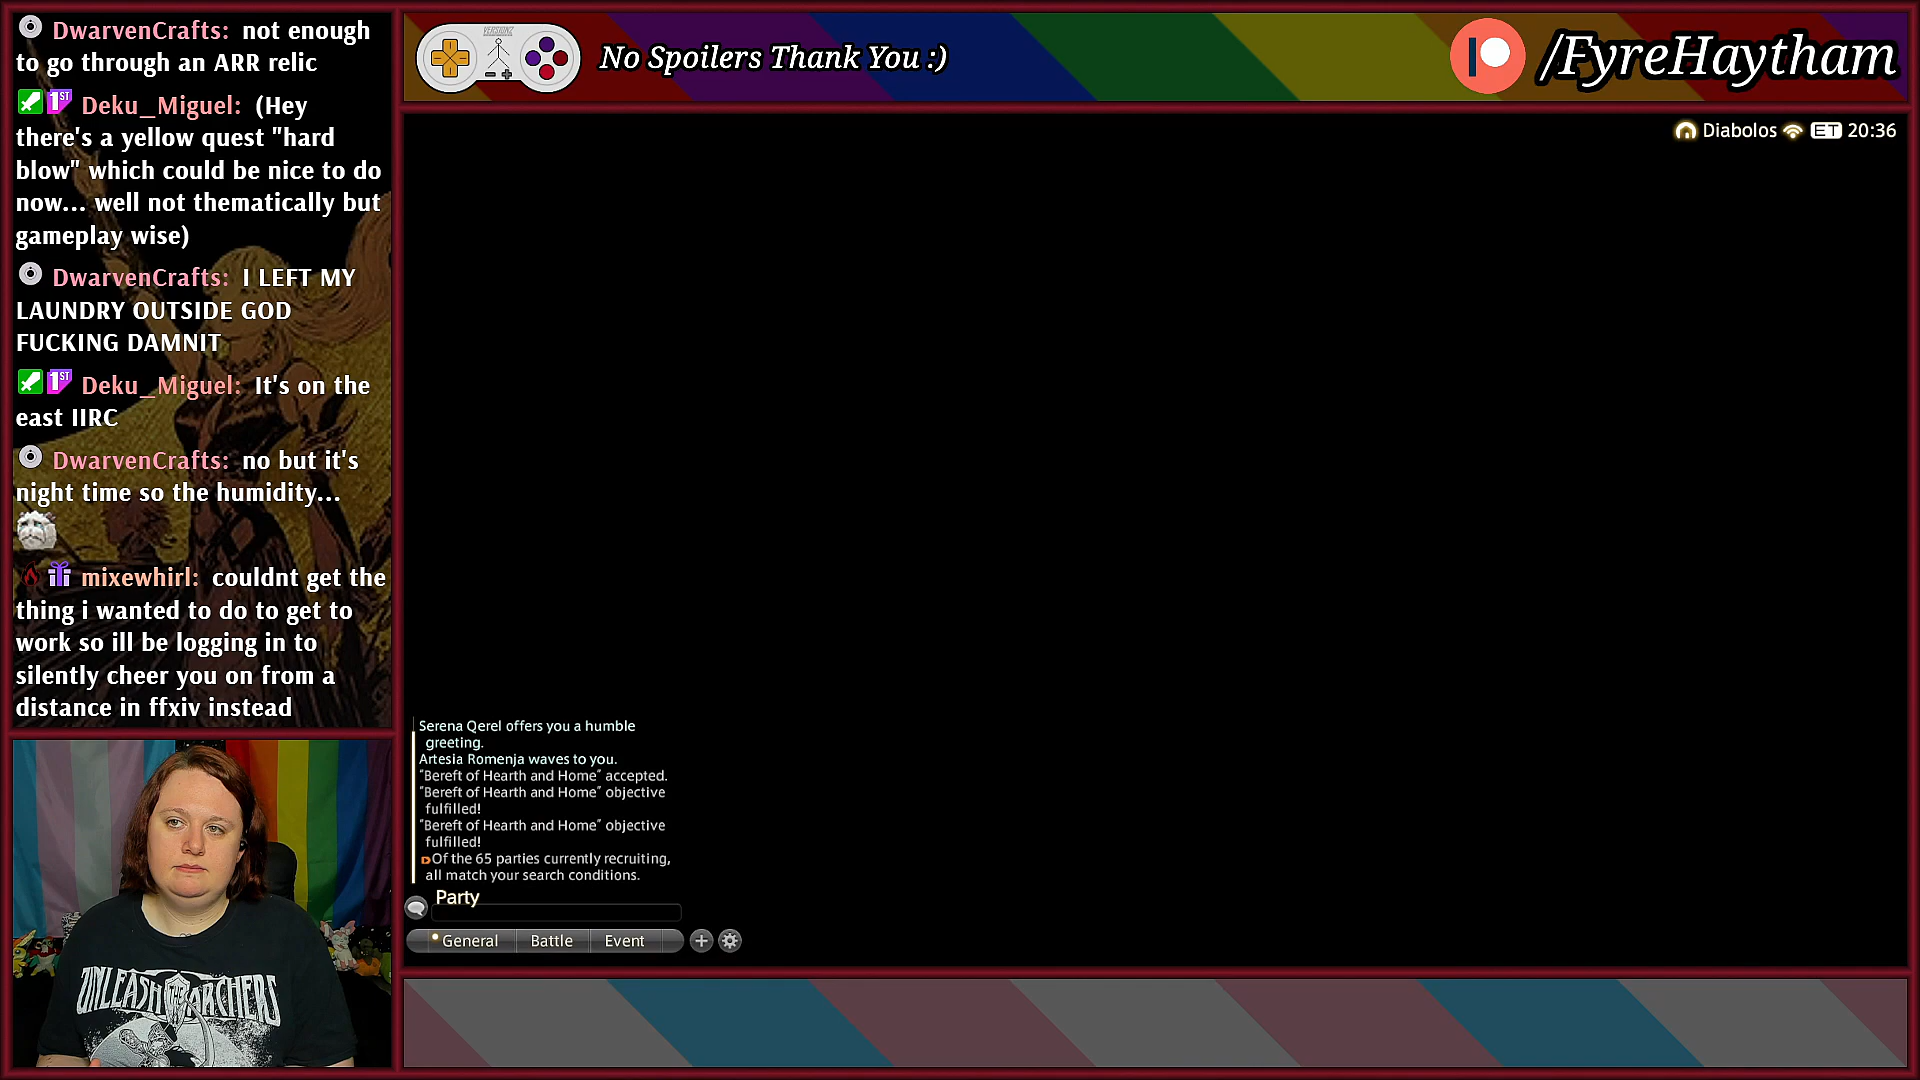 DwarvenCrafts: not enough
to go through an ARR relic
1ST Deku_Miguel: (Hey
there's a yellow quest "hard
blow" which could be nice to do
now... well not thematically but
gameplay wise)
DwarvenCrafts: I LEFT MY
LAUNDRY OUTSIDE GOD
FUCKING DAMNIT
1ST Deku_Miguel: It's on the
east IIRC
DwarvenCrafts: no but it's
night time so the humidity...
mixewhirl: couldnt get the
thing i wanted to do to get to
work so ill be logging in to
silently cheer you on from a
distance in ffxiv instead
VERSIONZ
No Spoilers Thank You :)
/FyreHaytham
Diabolos ET 20:36
Serena Qerel offers you a humble
greeting.
Artesia Romenja waves to you.
"Bereft of Hearth and Home" accepted.
"Bereft of Hearth and Home" objective
fulfilled!
"Bereft of Hearth and Home" objective
fulfilled!
Of the 65 parties currently recruiting,
all match your search conditions.
Party
General Battle Event
UNLEASH THE ARCHERS